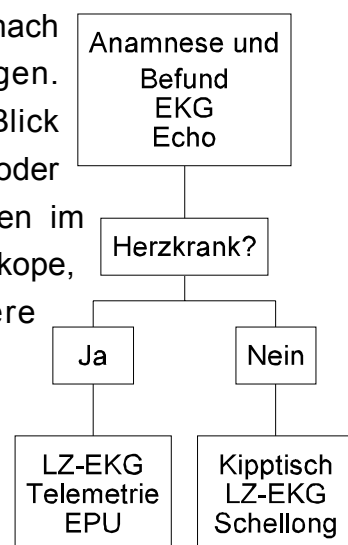 nach
gen.
Blick
oder
en im
kope,
ere
Anamnese und
Befund
EKG
Echo
Herzkrank?
Ja
Nein
LZ-EKG
Telemetrie
EPU
Kipptisch
LZ-EKG
Schellong